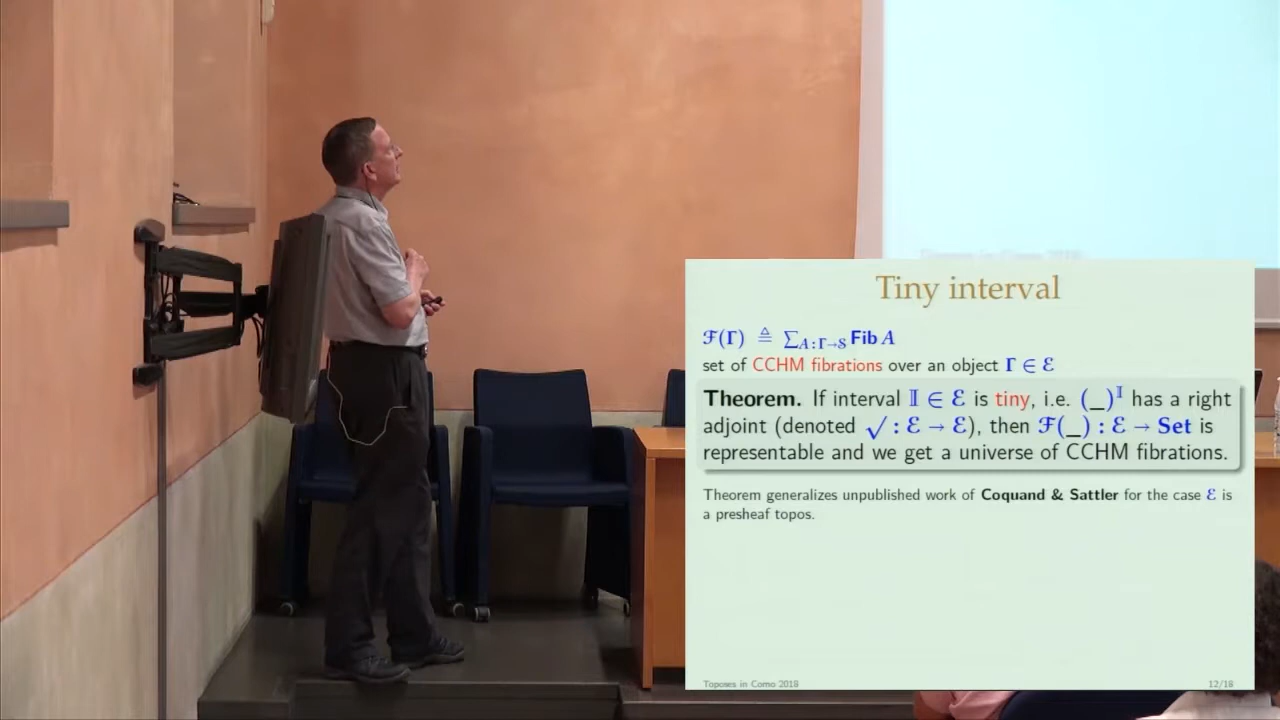 Tiny interval
ℱ(Γ) ≜ ∑_{A : Γ→𝒮} Fib A
set of CCHM fibrations over an object Γ ∈ ℰ
Theorem. If interval 𝕀 ∈ ℰ is tiny, i.e. (_)^𝕀 has a right
adjoint (denoted √ : ℰ → ℰ), then ℱ(_) : ℰ → Set is
representable and we get a universe of CCHM fibrations.
Theorem generalizes unpublished work of Coquand & Sattler for the case ℰ is
a presheaf topos.
Toposes in Como 2018
12/18